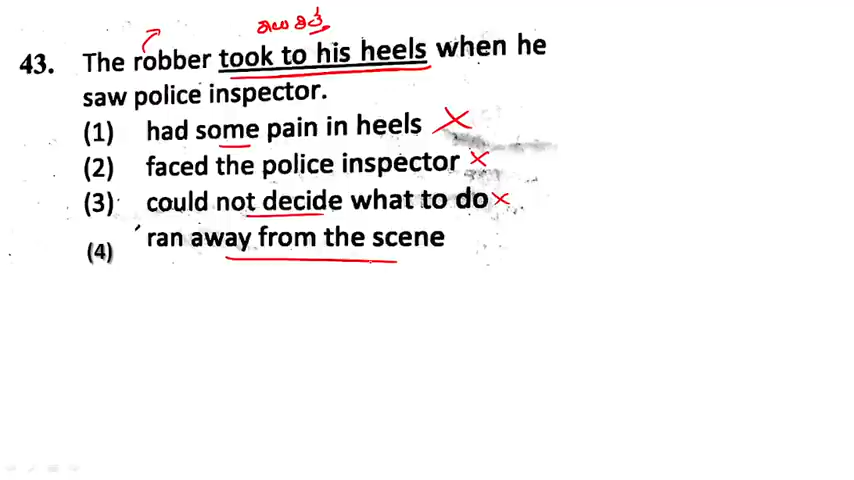 43. The robber took to his heels when he
saw police inspector.
(1) had some pain in heels
(2) faced the police inspector
(3) could not decide what to do
(4) ran away from the scene